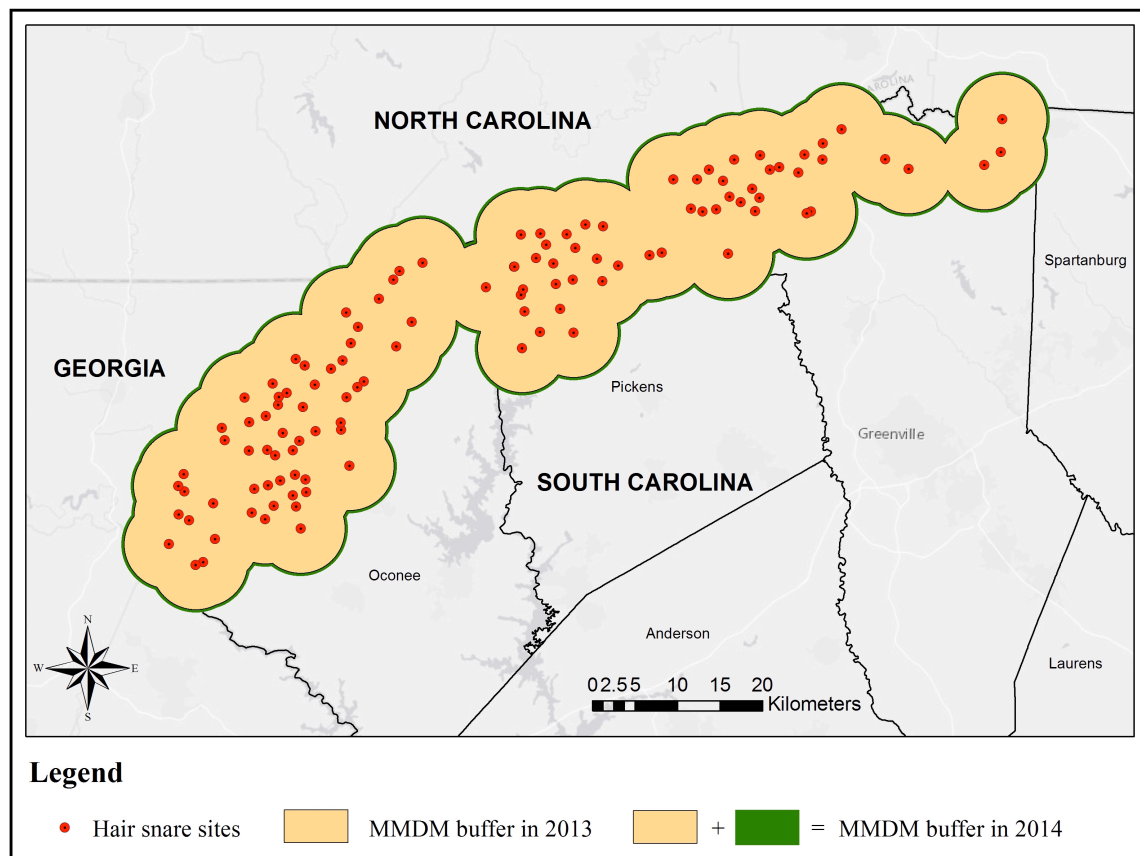 CAROLINA
NORTH CAROLINA
Spartanburg
GEORGIA
Pickens
Greenville
SOUTH CAROLINA
Oconee
Anderson
Laurens
N
W E
S
0 2.5 5 10 15 20
Kilometers
Legend
Hair snare sites MMDM buffer in 2013 + = MMDM buffer in 2014